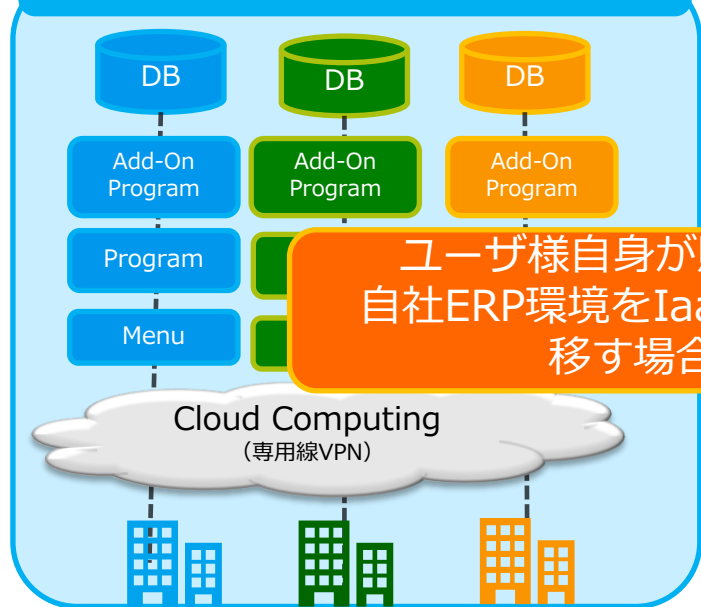 DB
DB
DB
Add-On
Program
Add-On
Program
Add-On
Program
Program
Menu
ユーザ様自身が
自社ERP環境をIaa
移す場合
Cloud Computing
（専用線VPN）